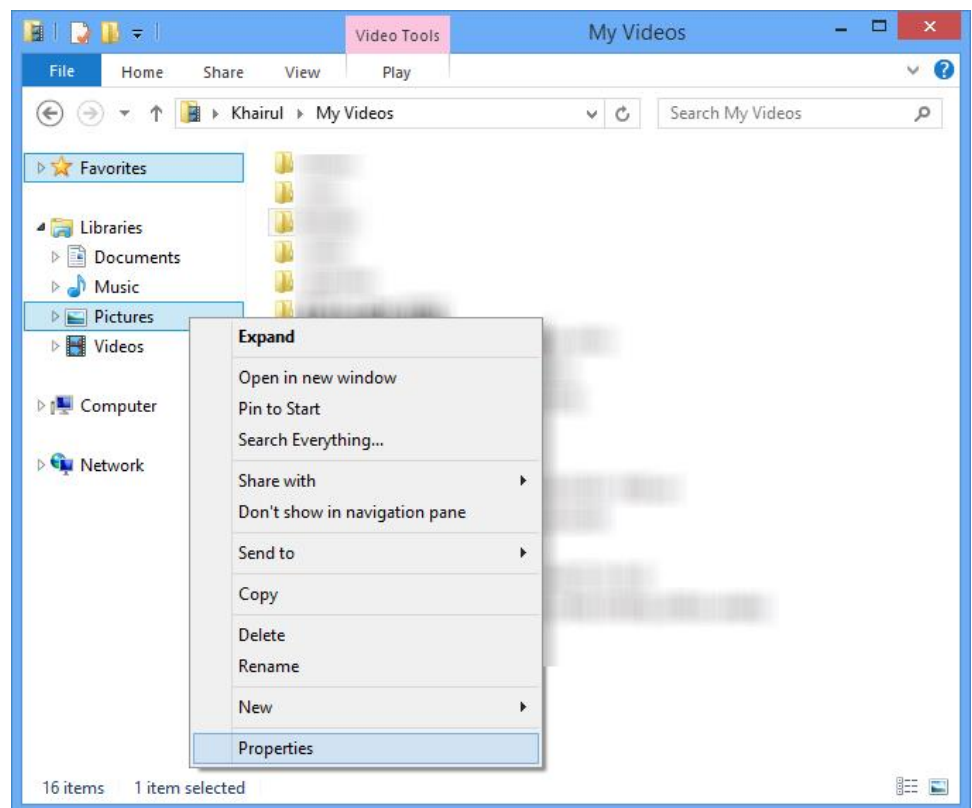 Video Tools
My Videos
File Home Share View Play
Khairul My Videos
Search My Videos
Favorites
Libraries
Documents
Music
Pictures
Videos
Computer
Network
Expand
Open in new window
Pin to Start
Search Everything...
Share with
Don't show in navigation pane
Send to
Copy
Delete
Rename
New
Properties
16 items 1 item selected